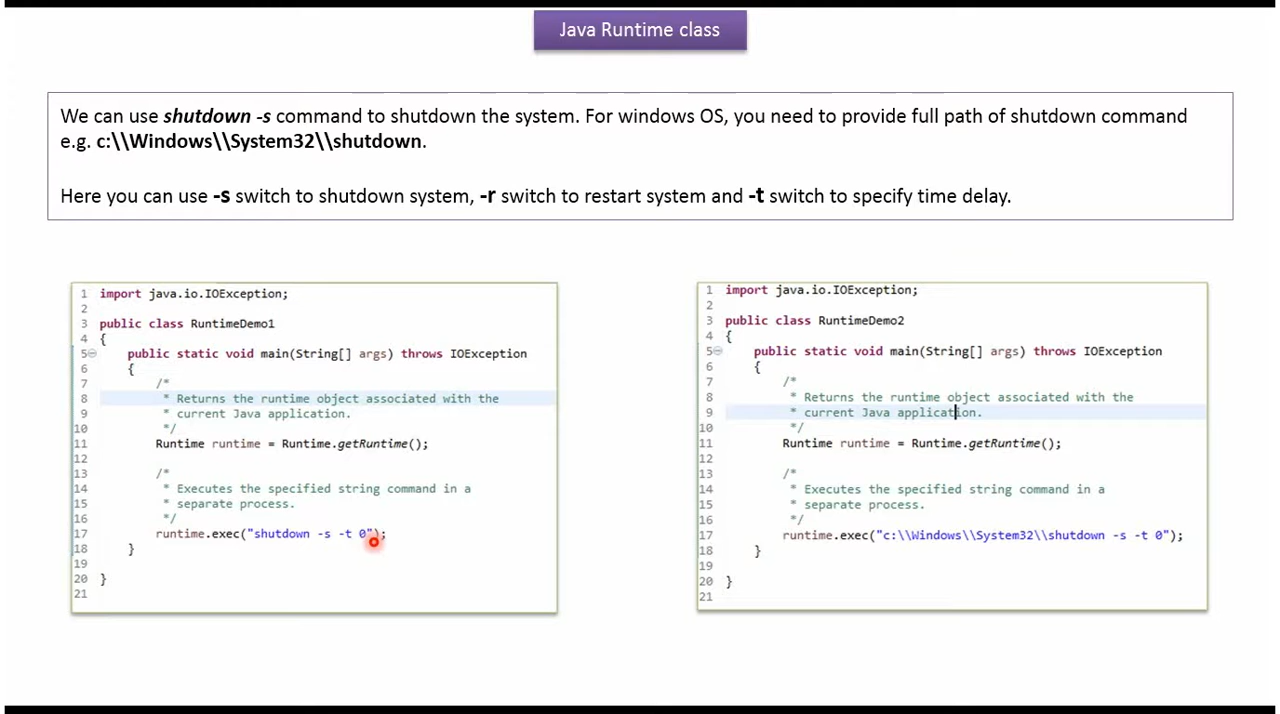 Java Runtime class
We can use shutdown -s command to shutdown the system. For windows OS, you need to provide full path of shutdown command
e.g. c:\\Windows\\System32\\shutdown.
Here you can use -s switch to shutdown system, -r switch to restart system and -t switch to specify time delay.
1 import java.io.IOException;
2
3 public class RuntimeDemo1
4 {
5 public static void main(String[] args) throws IOException
6 {
7 /*
8 * Returns the runtime object associated with the
9 * current Java application.
10 */
11 Runtime runtime = Runtime.getRuntime();
12
13 /*
14 * Executes the specified string command in a
15 * separate process.
16 */
17 runtime.exec("shutdown -s -t 0");
18 }
19
20 }
21
1 import java.io.IOException;
2
3 public class RuntimeDemo2
4 {
5 public static void main(String[] args) throws IOException
6 {
7 /*
8 * Returns the runtime object associated with the
9 * current Java application.
10 */
11 Runtime runtime = Runtime.getRuntime();
12
13 /*
14 * Executes the specified string command in a
15 * separate process.
16 */
17 runtime.exec("c:\\Windows\\System32\\shutdown -s -t 0");
18 }
19
20 }
21